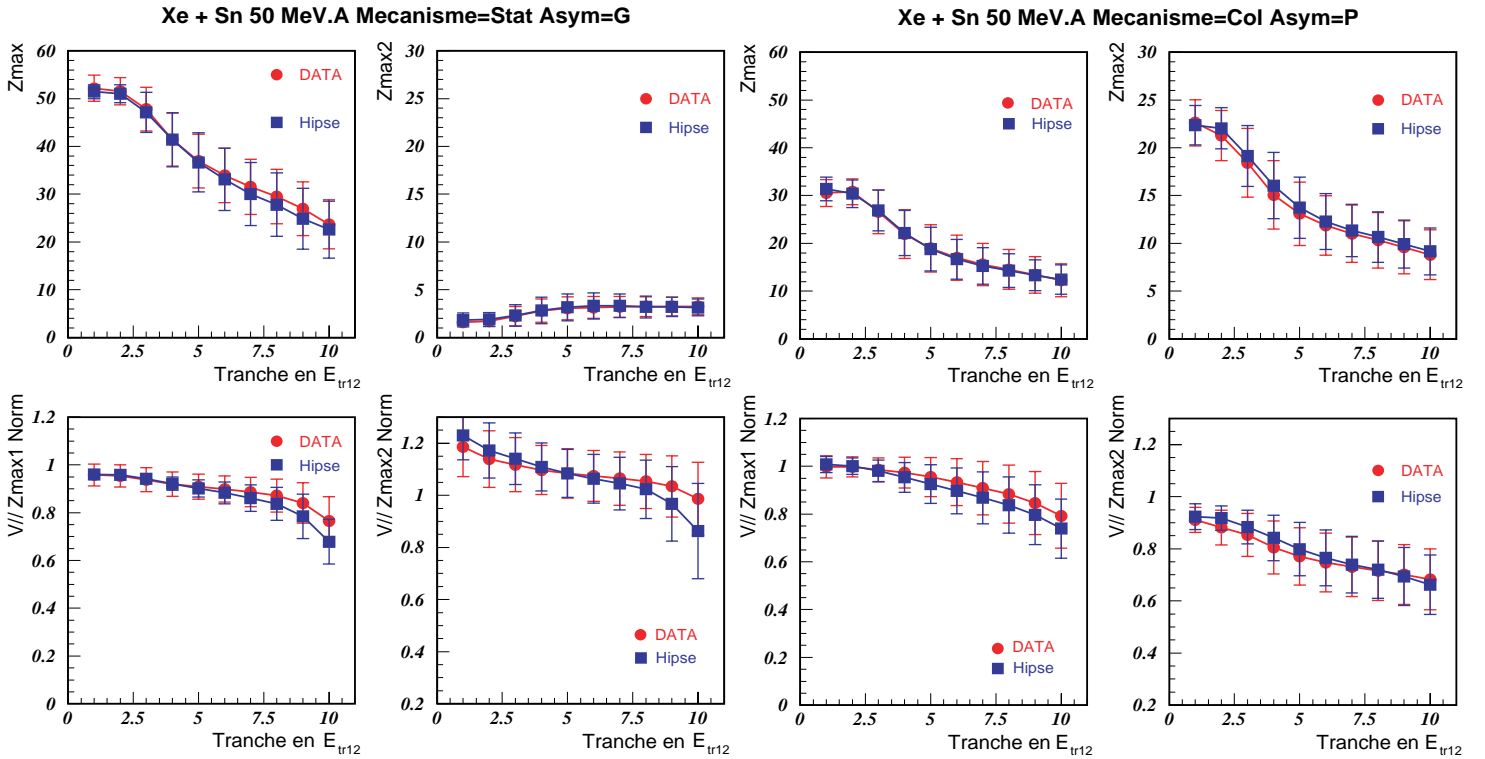 Xe + Sn 50 MeV.A Mecanisme=Stat Asym=G
Xe + Sn 50 MeV.A Mecanisme=Col Asym=P
Zmax
60
50
40
30
20
10
0
DATA
Hipse
0 2.5 5 7.5 10
Tranche en Etr12
Zmax2
30
25
20
15
10
5
0
DATA
Hipse
0 2.5 5 7.5 10
Tranche en Etr12
Zmax
60
50
40
30
20
10
0
DATA
Hipse
0 2.5 5 7.5 10
Tranche en Etr12
Zmax2
30
25
20
15
10
5
0
DATA
Hipse
0 2.5 5 7.5 10
Tranche en Etr12
V// Zmax1 Norm
1.2
1
0.8
0.6
0.4
0.2
0
DATA
Hipse
0 2.5 5 7.5 10
Tranche en Etr12
V// Zmax2 Norm
1.2
1
0.8
0.6
0.4
0.2
DATA
Hipse
0 2.5 5 7.5 10
Tranche en Etr12
V// Zmax1 Norm
1.2
1
0.8
0.6
0.4
0.2
0
DATA
Hipse
0 2.5 5 7.5 10
Tranche en Etr12
V// Zmax2 Norm
1.2
1
0.8
0.6
0.4
0.2
DATA
Hipse
0 2.5 5 7.5 10
Tranche en Etr12